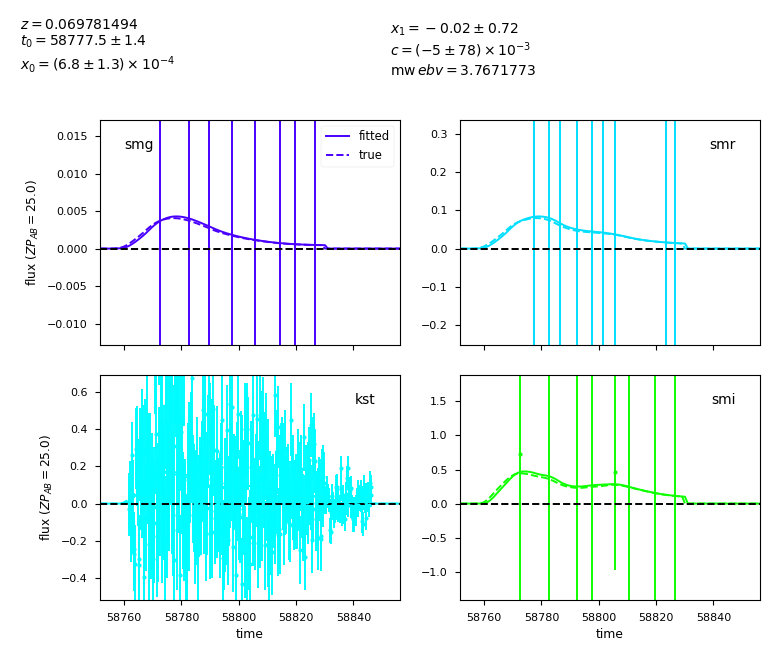 z = 0.069781494
t₀ = 58777.5 ± 1.4
x₀ = (6.8 ± 1.3) × 10⁻⁴
x₁ = −0.02 ± 0.72
c = (−5 ± 78) × 10⁻³
mw ebv = 3.7671773
smg
fitted
true
0.015
0.010
0.005
0.000
−0.005
−0.010
flux (ZP_AB = 25.0)
smr
0.3
0.2
0.1
0.0
−0.1
−0.2
kst
0.6
0.4
0.2
0.0
−0.2
−0.4
flux (ZP_AB = 25.0)
58760 58780 58800 58820 58840
time
smi
1.5
1.0
0.5
0.0
−0.5
−1.0
58760 58780 58800 58820 58840
time